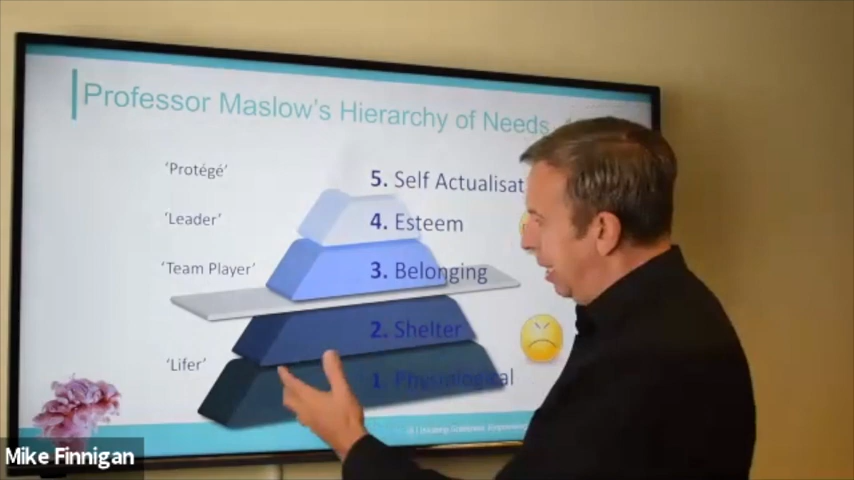 Professor Maslow's Hierarchy of Needs
'Protégé'
5. Self Actualisat
'Leader'
4. Esteem
'Team Player'
3. Belonging
2. Shelter
'Lifer'
1. Physiological
Mike Finnigan